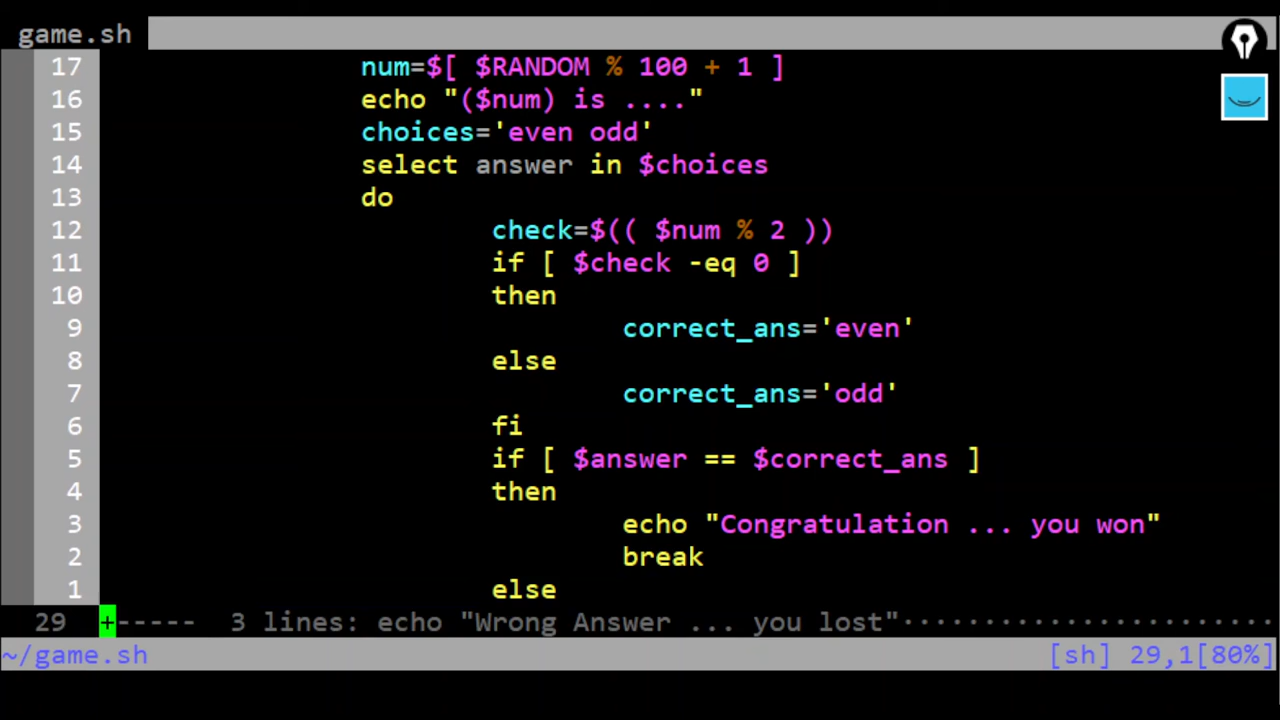 game.sh
17 num=$[ $RANDOM % 100 + 1 ]
16 echo "($num) is ...."
15 choices='even odd'
14 select answer in $choices
13 do
12 check=$(( $num % 2 ))
11 if [ $check -eq 0 ]
10 then
9 correct_ans='even'
8 else
7 correct_ans='odd'
6 fi
5 if [ $answer == $correct_ans ]
4 then
3 echo "Congratulation ... you won"
2 break
1 else
29 +----- 3 lines: echo "Wrong Answer ... you lost"·······················
~/game.sh [sh] 29,1[80%]